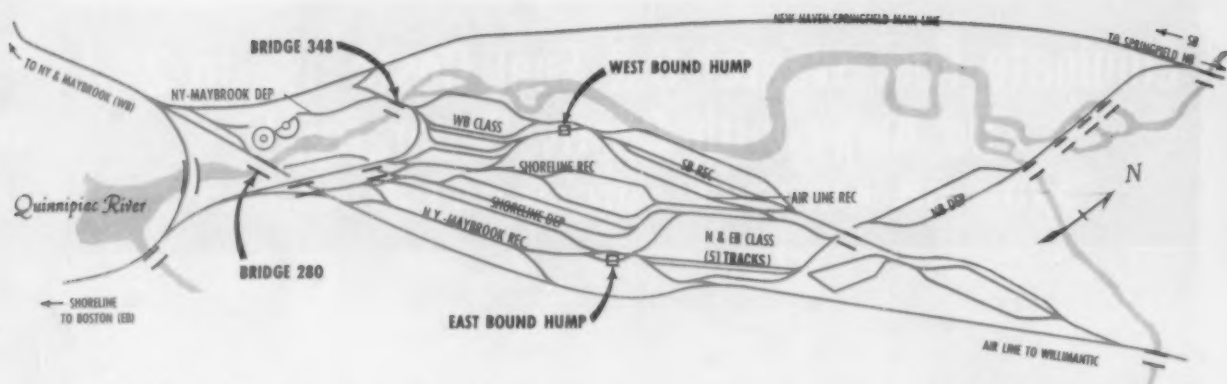 NEW HAVEN-SPRINGFIELD MAIN LINE
SB
TO SPRINGFIELD NB
BRIDGE 348
WEST BOUND HUMP
TO NY & MAYBROOK (WB)
NY-MAYBROOK DEP
WB CLASS
SHORELINE REC
SB REC
AIR LINE REC
N
NB DEP
Quinnipiac River
SHORELINE DEP
N.Y.-MAYBROOK REC
N & EB CLASS
(51 TRACKS)
BRIDGE 280
SHORELINE
TO BOSTON (EB)
EAST BOUND HUMP
AIR LINE TO WILLIMANTIC